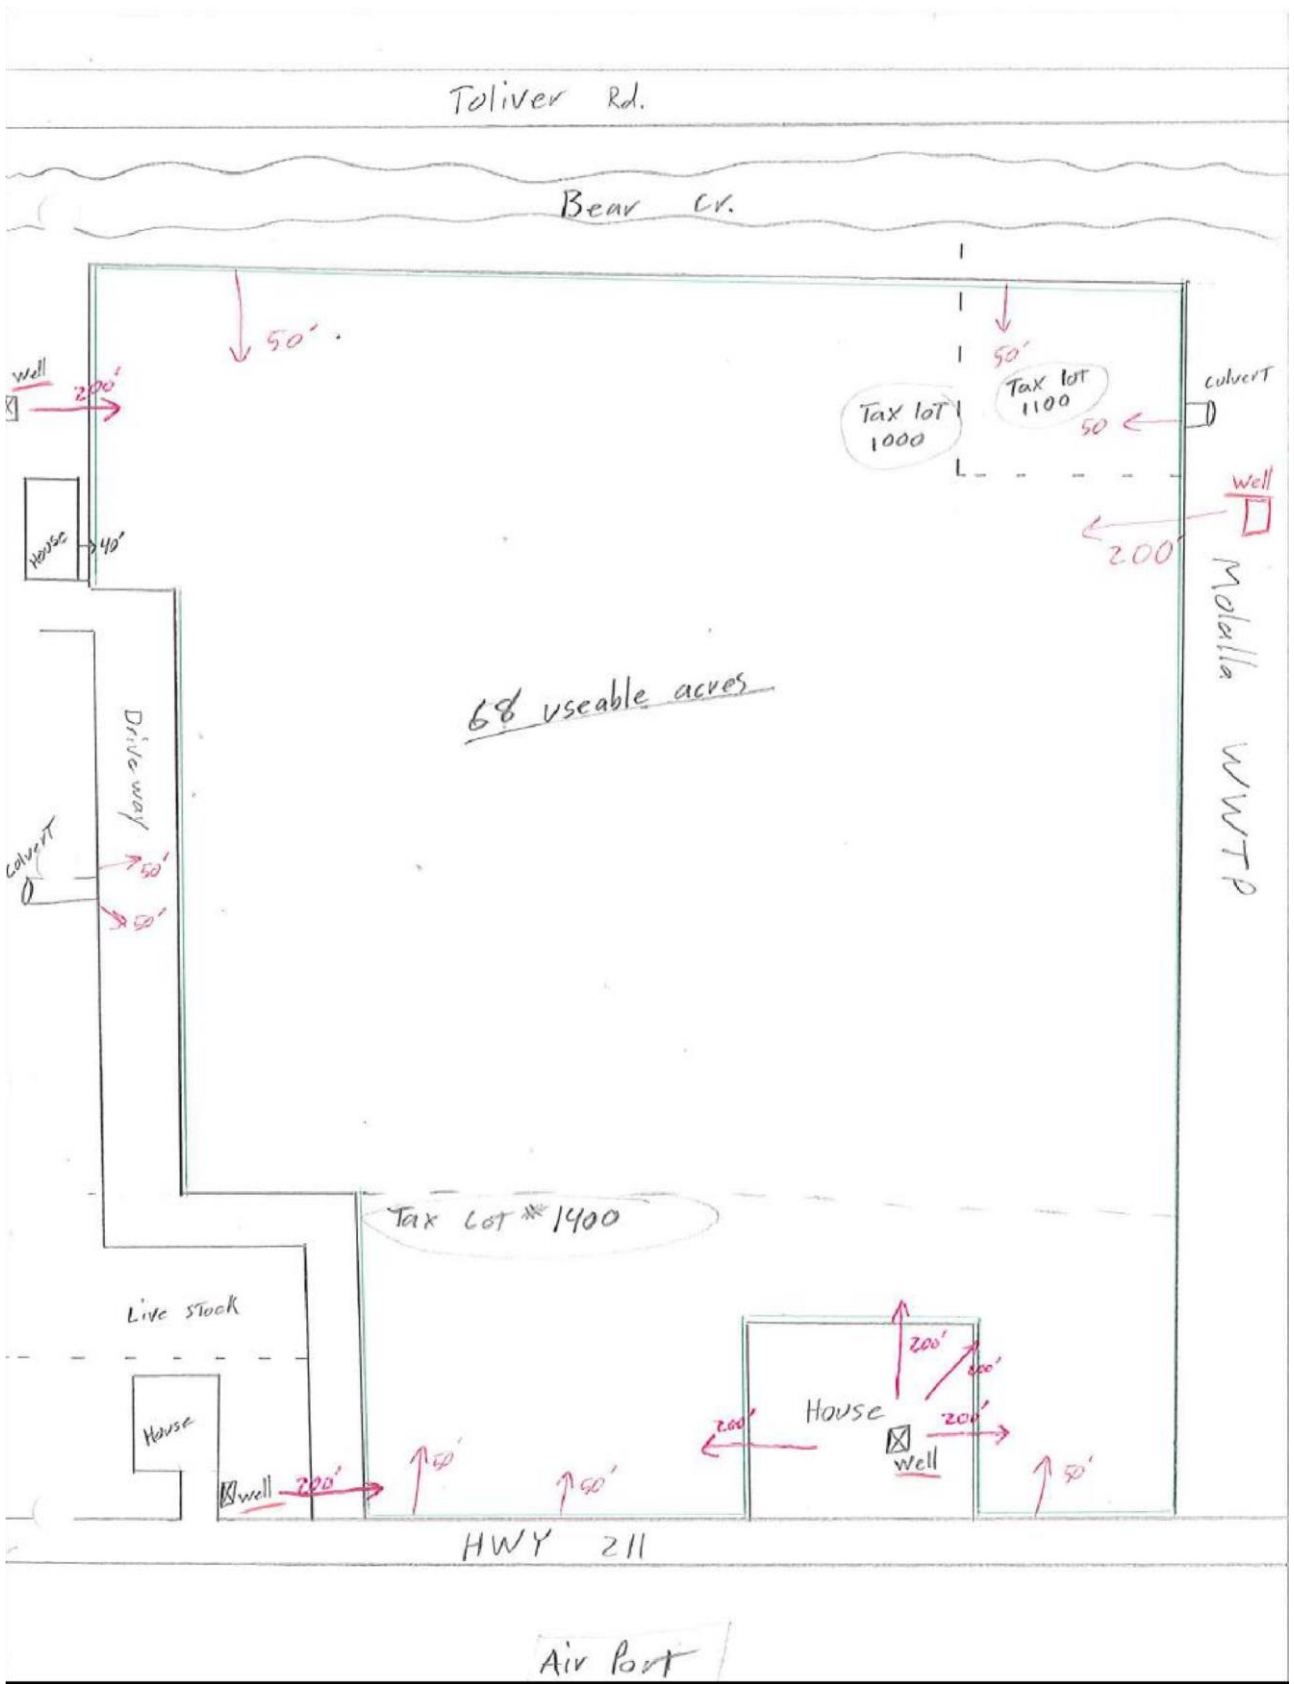 Toliver Rd.
Bear Cr.
50'
50'
Well
200'
Tax lot
1100
Tax lot
1000
culvert
50
Well
200'
House
40'
Molalla WWTP
68 useable acres
Driveway
culvert
50'
50'
Tax Lot #1400
Live stock
200'
200'
House
200'
200'
House
well
well
200'
50'
50'
50'
HWY 211
Air Port